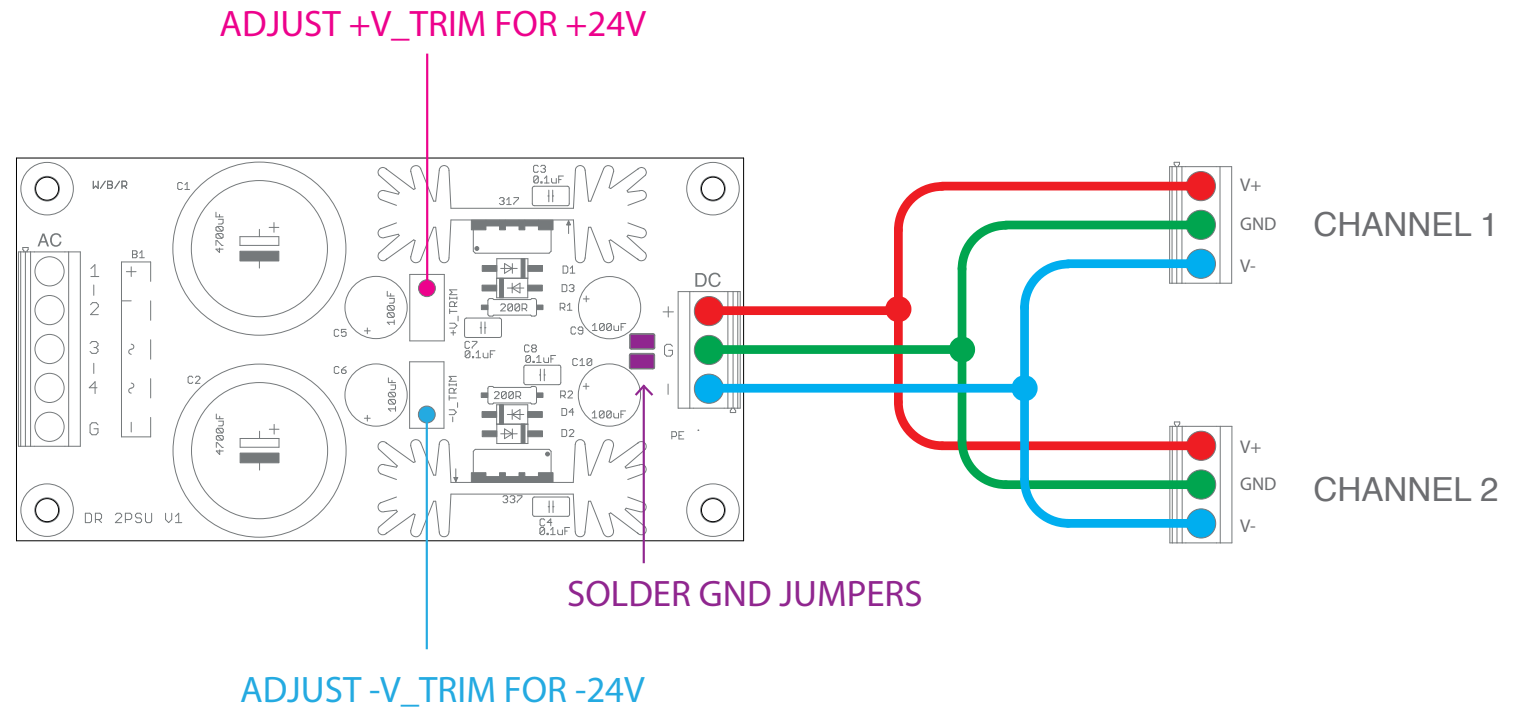 ADJUST +V_TRIM FOR +24V
W/B/R
C1
4700uF
+
317
C3
0.1uF
AC
1
-
2
3
-
4
G
B1
+
~
~
-
C5
100uF
+
+V_TRIM
D1
D3
200R
R1
C7
0.1uF
C9
100uF
+
C2
4700uF
+
C6
100uF
+
-V_TRIM
C8
0.1uF
C10
100uF
+
200R
R2
D4
D2
337
C4
0.1uF
DC
+
G
-
PE
DR 2PSU V1
V+
GND
V-
CHANNEL 1
V+
GND
V-
CHANNEL 2
SOLDER GND JUMPERS
ADJUST -V_TRIM FOR -24V